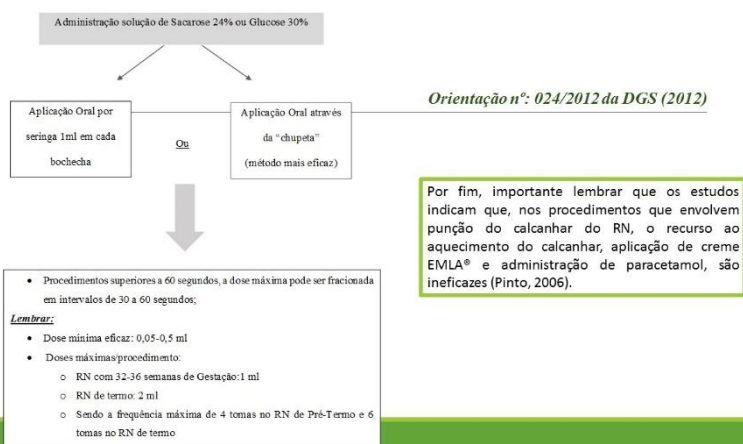 Administração solução de Sacarose 24% ou Glucose 30%
Aplicação Oral por
seringa 1ml em cada
bochecha
Ou
Aplicação Oral através
da “chupeta”
(método mais eficaz)
Orientação nº: 024/2012 da DGS (2012)
Por fim, importante lembrar que os estudos
indicam que, nos procedimentos que envolvem
punção do calcanhar do RN, o recurso ao
aquecimento do calcanhar, aplicação de creme
EMLA® e administração de paracetamol, são
ineficazes (Pinto, 2006).
• Procedimentos superiores a 60 segundos, a dose máxima pode ser fracionada
em intervalos de 30 a 60 segundos;
Lembrar:
• Dose mínima eficaz: 0,05-0,5 ml
• Doses máximas/procedimento:
o RN com 32-36 semanas de Gestação:1 ml
o RN de termo: 2 ml
o Sendo a frequência máxima de 4 tomas no RN de Pré-Termo e 6
tomas no RN de termo